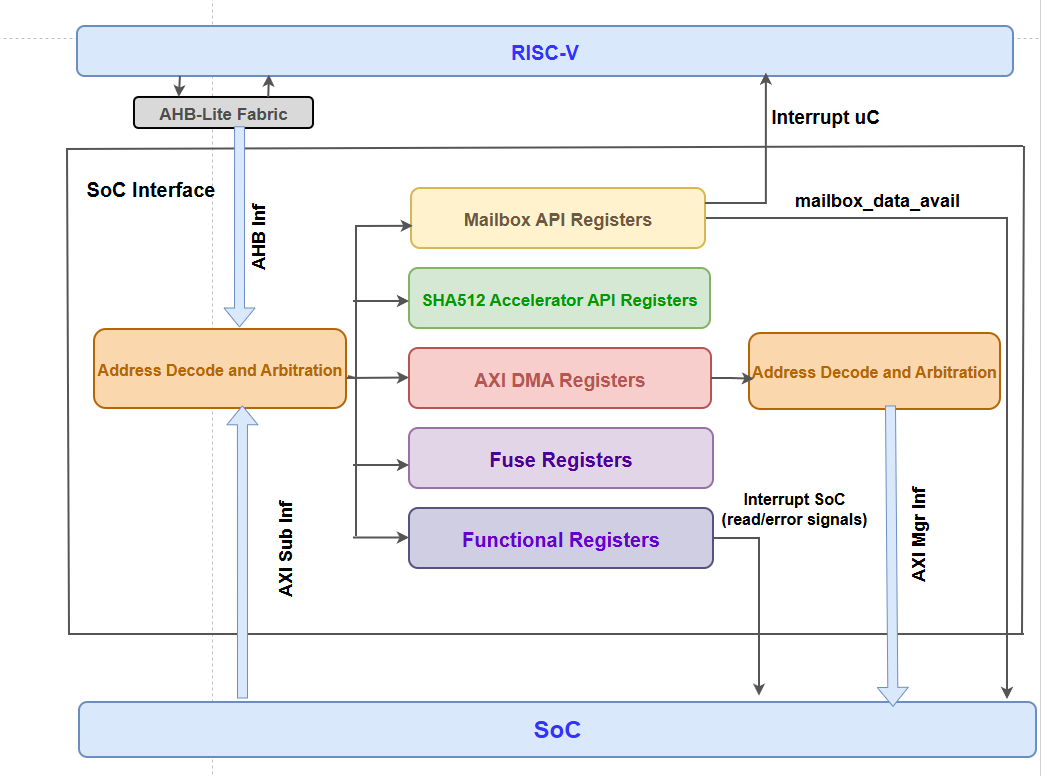 RISC-V
AHB-Lite Fabric
Interrupt uC
SoC Interface
mailbox_data_avail
Mailbox API Registers
AHB Inf
SHA512 Accelerator API Registers
Address Decode and Arbitration
AXI DMA Registers
Address Decode and Arbitration
Fuse Registers
Interrupt SoC
(read/error signals)
AXI Sub Inf
Functional Registers
AXI Mgr Inf
SoC